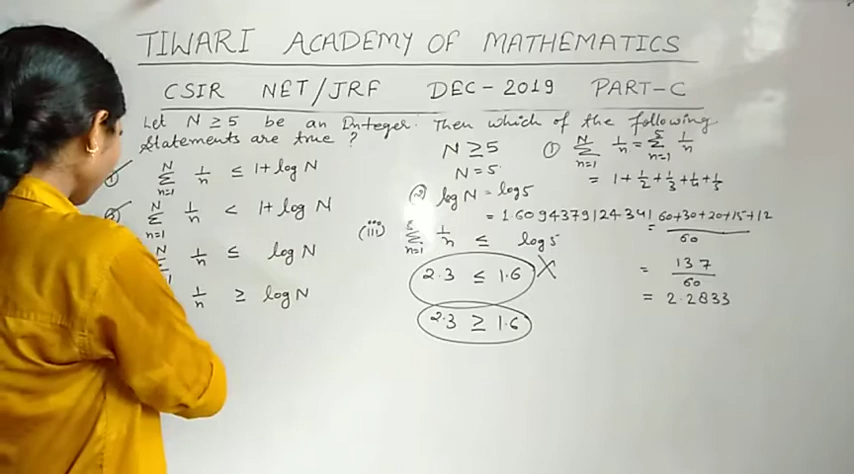 TIWARI ACADEMY OF MATHEMATICS
CSIR NET/JRF DEC-2019 PART-C
Let N ≥ 5 be an Integer. Then which of the following
Statements are true ?
N ≥ 5
N = 5
① N Σ n=1 1/n ≤ 1 + log N
② N Σ n=1 1/n < 1 + log N
N Σ 1/n ≤ log N
1/n ≥ log N
① N Σ n=1 1/n = 5 Σ n=1 1/n
= 1 + 1/2 + 1/3 + 1/4 + 1/5
= 60+30+20+15+12 / 60
= 137 / 60
= 2.2833
② log N = log 5
= 1.6094379124341
(iii) 5 Σ n=1 1/n ≤ log 5
2.3 ≤ 1.6 X
2.3 ≥ 1.6